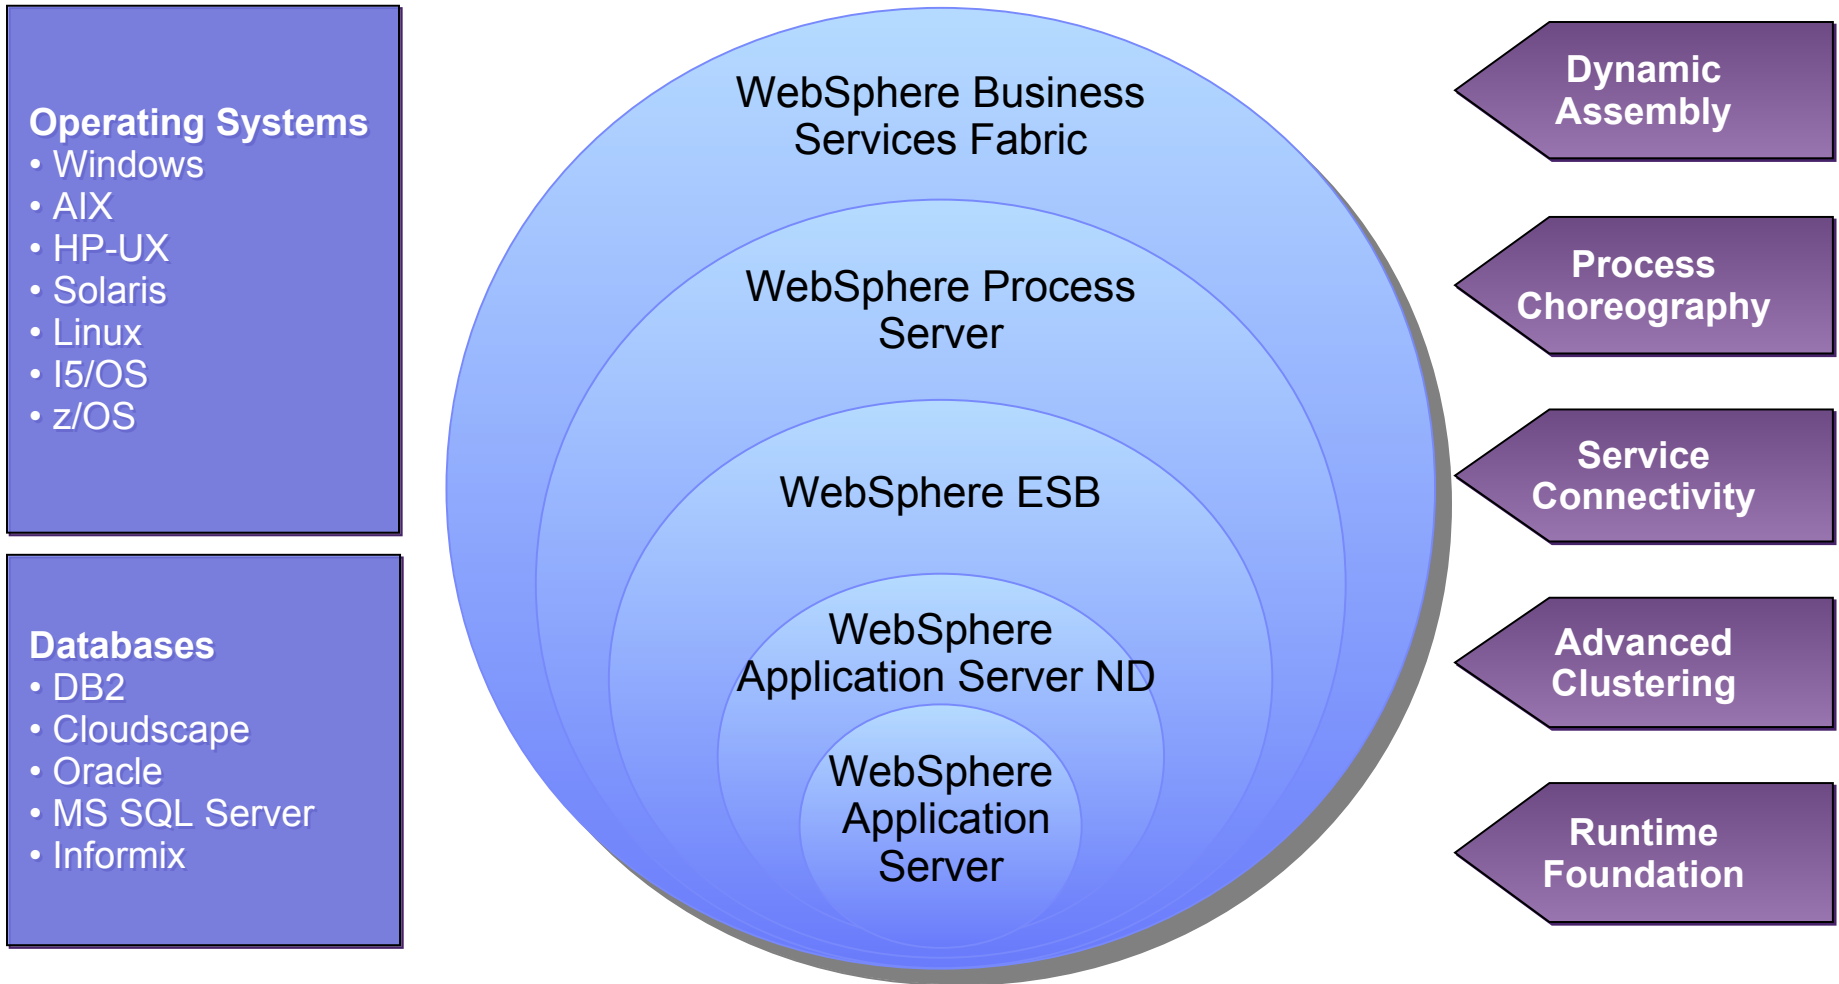 Operating Systems
• Windows
• AIX
• HP-UX
• Solaris
• Linux
• I5/OS
• z/OS
Databases
• DB2
• Cloudscape
• Oracle
• MS SQL Server
• Informix
WebSphere Business
Services Fabric
WebSphere Process
Server
WebSphere ESB
WebSphere
Application Server ND
WebSphere
Application
Server
Dynamic
Assembly
Process
Choreography
Service
Connectivity
Advanced
Clustering
Runtime
Foundation